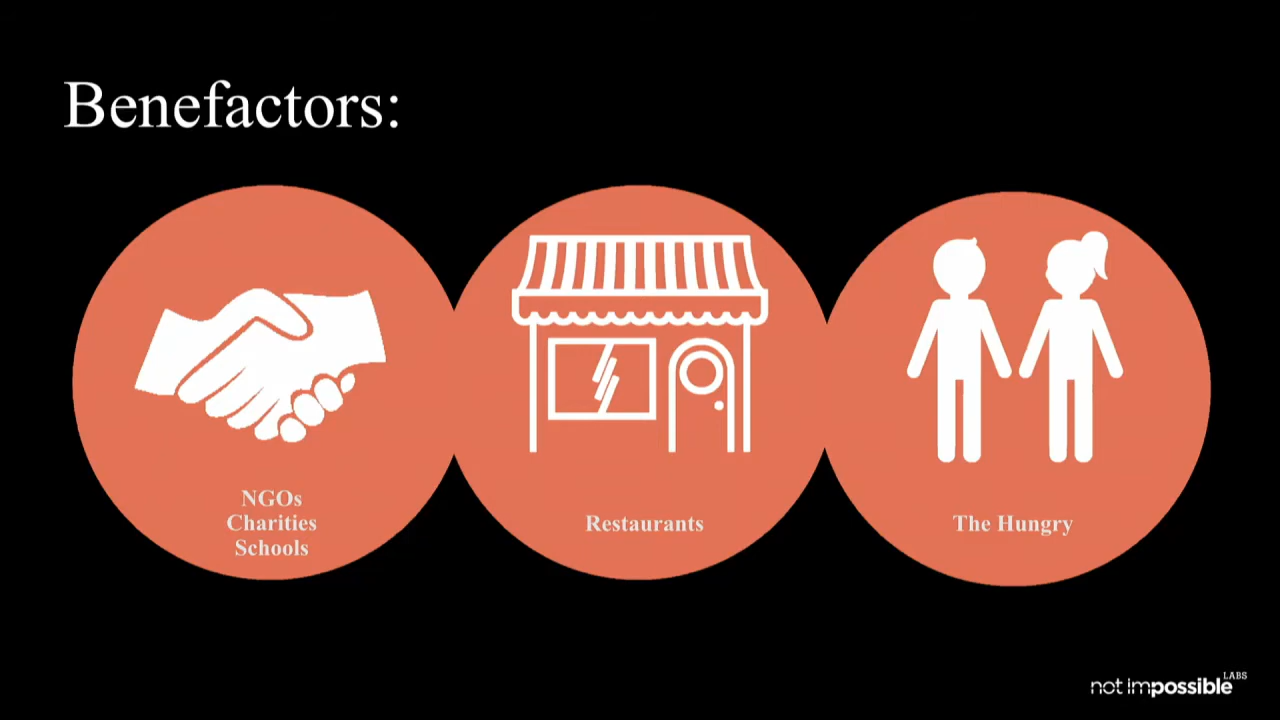 Benefactors:
NGOs
Charities
Schools
Restaurants
The Hungry
not impossible LABS